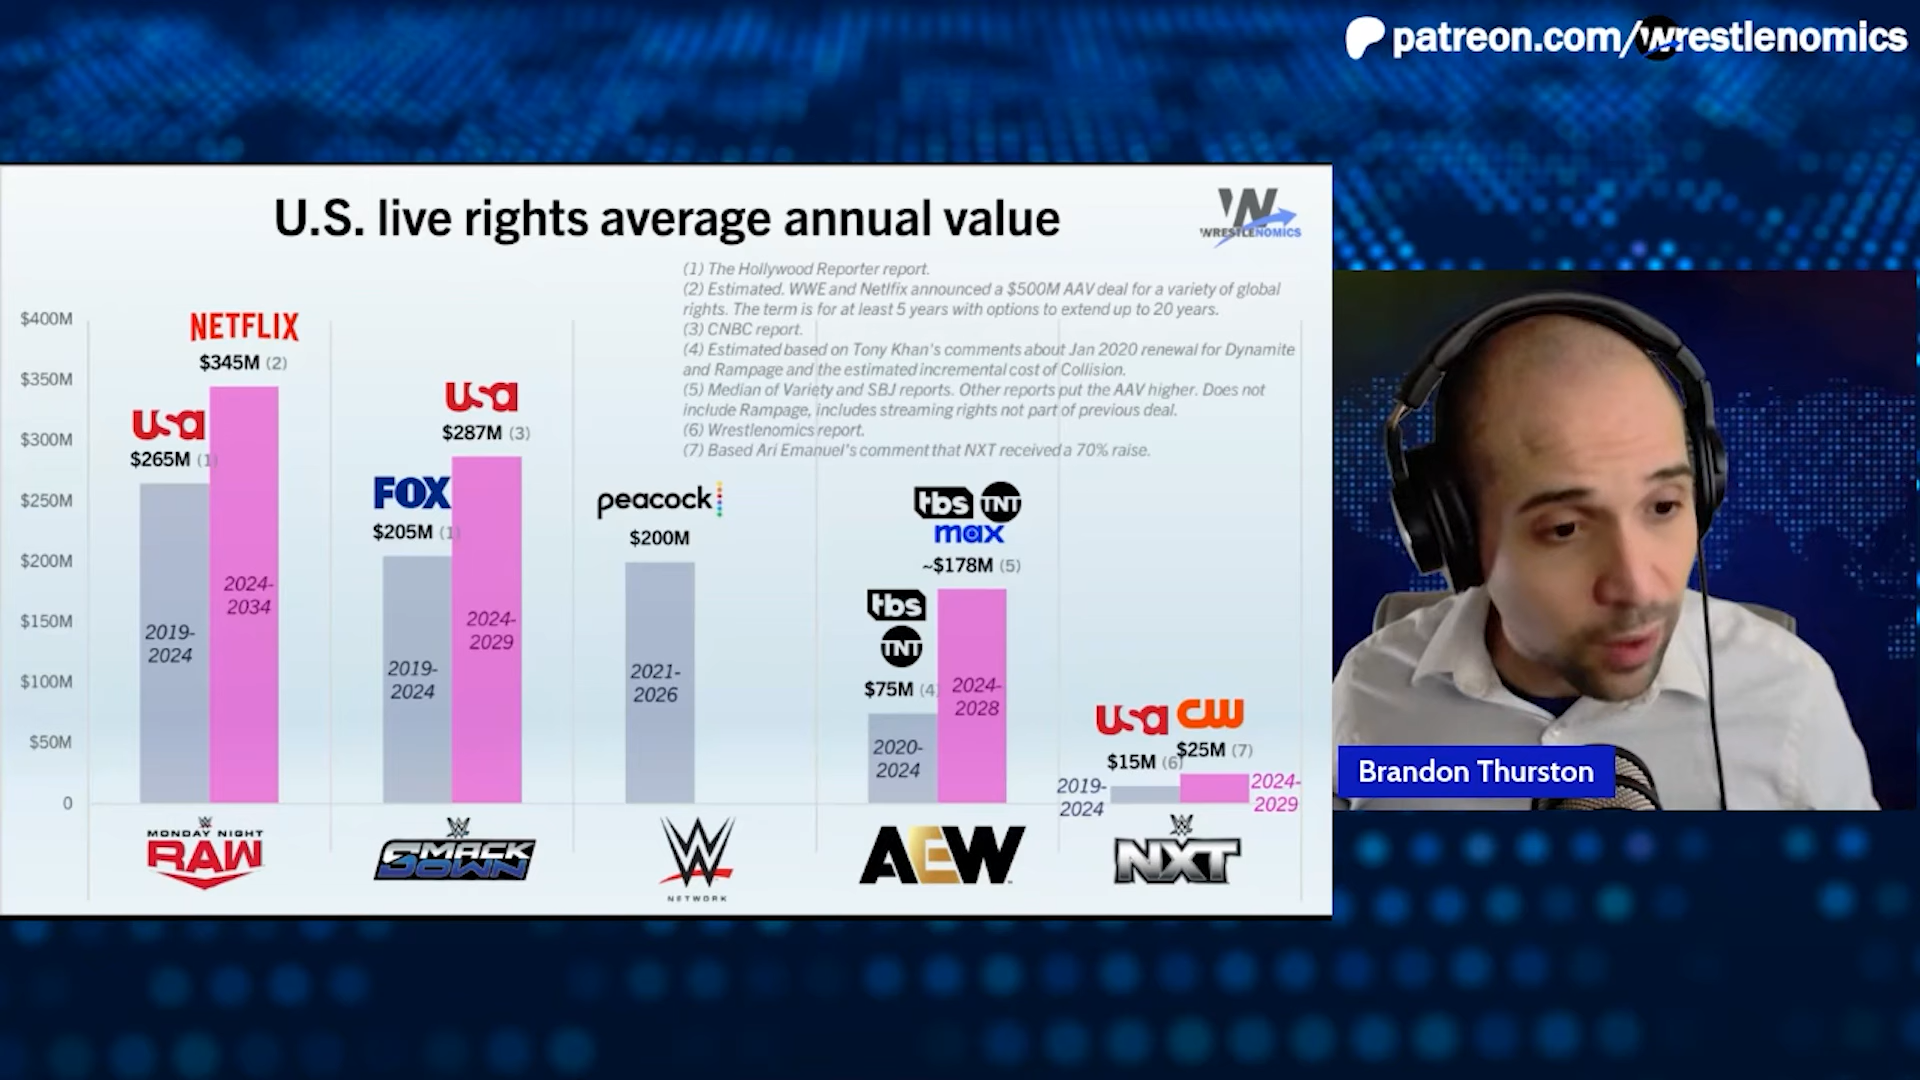 patreon.com/wrestlenomics
U.S. live rights average annual value
W
WRESTLENOMICS
(1) The Hollywood Reporter report.
(2) Estimated. WWE and Netlfix announced a $500M AAV deal for a variety of global
rights. The term is for at least 5 years with options to extend up to 20 years.
(3) CNBC report.
(4) Estimated based on Tony Khan's comments about Jan 2020 renewal for Dynamite
and Rampage and the estimated incremental cost of Collision.
(5) Median of Variety and SBJ reports. Other reports put the AAV higher. Does not
include Rampage, includes streaming rights not part of previous deal.
(6) Wrestlenomics report.
(7) Based Ari Emanuel's comment that NXT received a 70% raise.
$400M
$350M
$300M
$250M
$200M
$150M
$100M
$50M
0
usa
$265M (1)
2019-
2024
NETFLIX
$345M (2)
2024-
2034
MONDAY NIGHT
RAW
FOX
$205M (1)
2019-
2024
usa
$287M (3)
2024-
2029
SMACK
DOWN
peacock
$200M
2021-
2026
W
NETWORK
tbs
TNT
$75M (4)
2020-
2024
tbs TNT
max
~$178M (5)
2024-
2028
AEW
usa
$15M (6)
2019-
2024
CW
$25M (7)
2024-
2029
NXT
Brandon Thurston